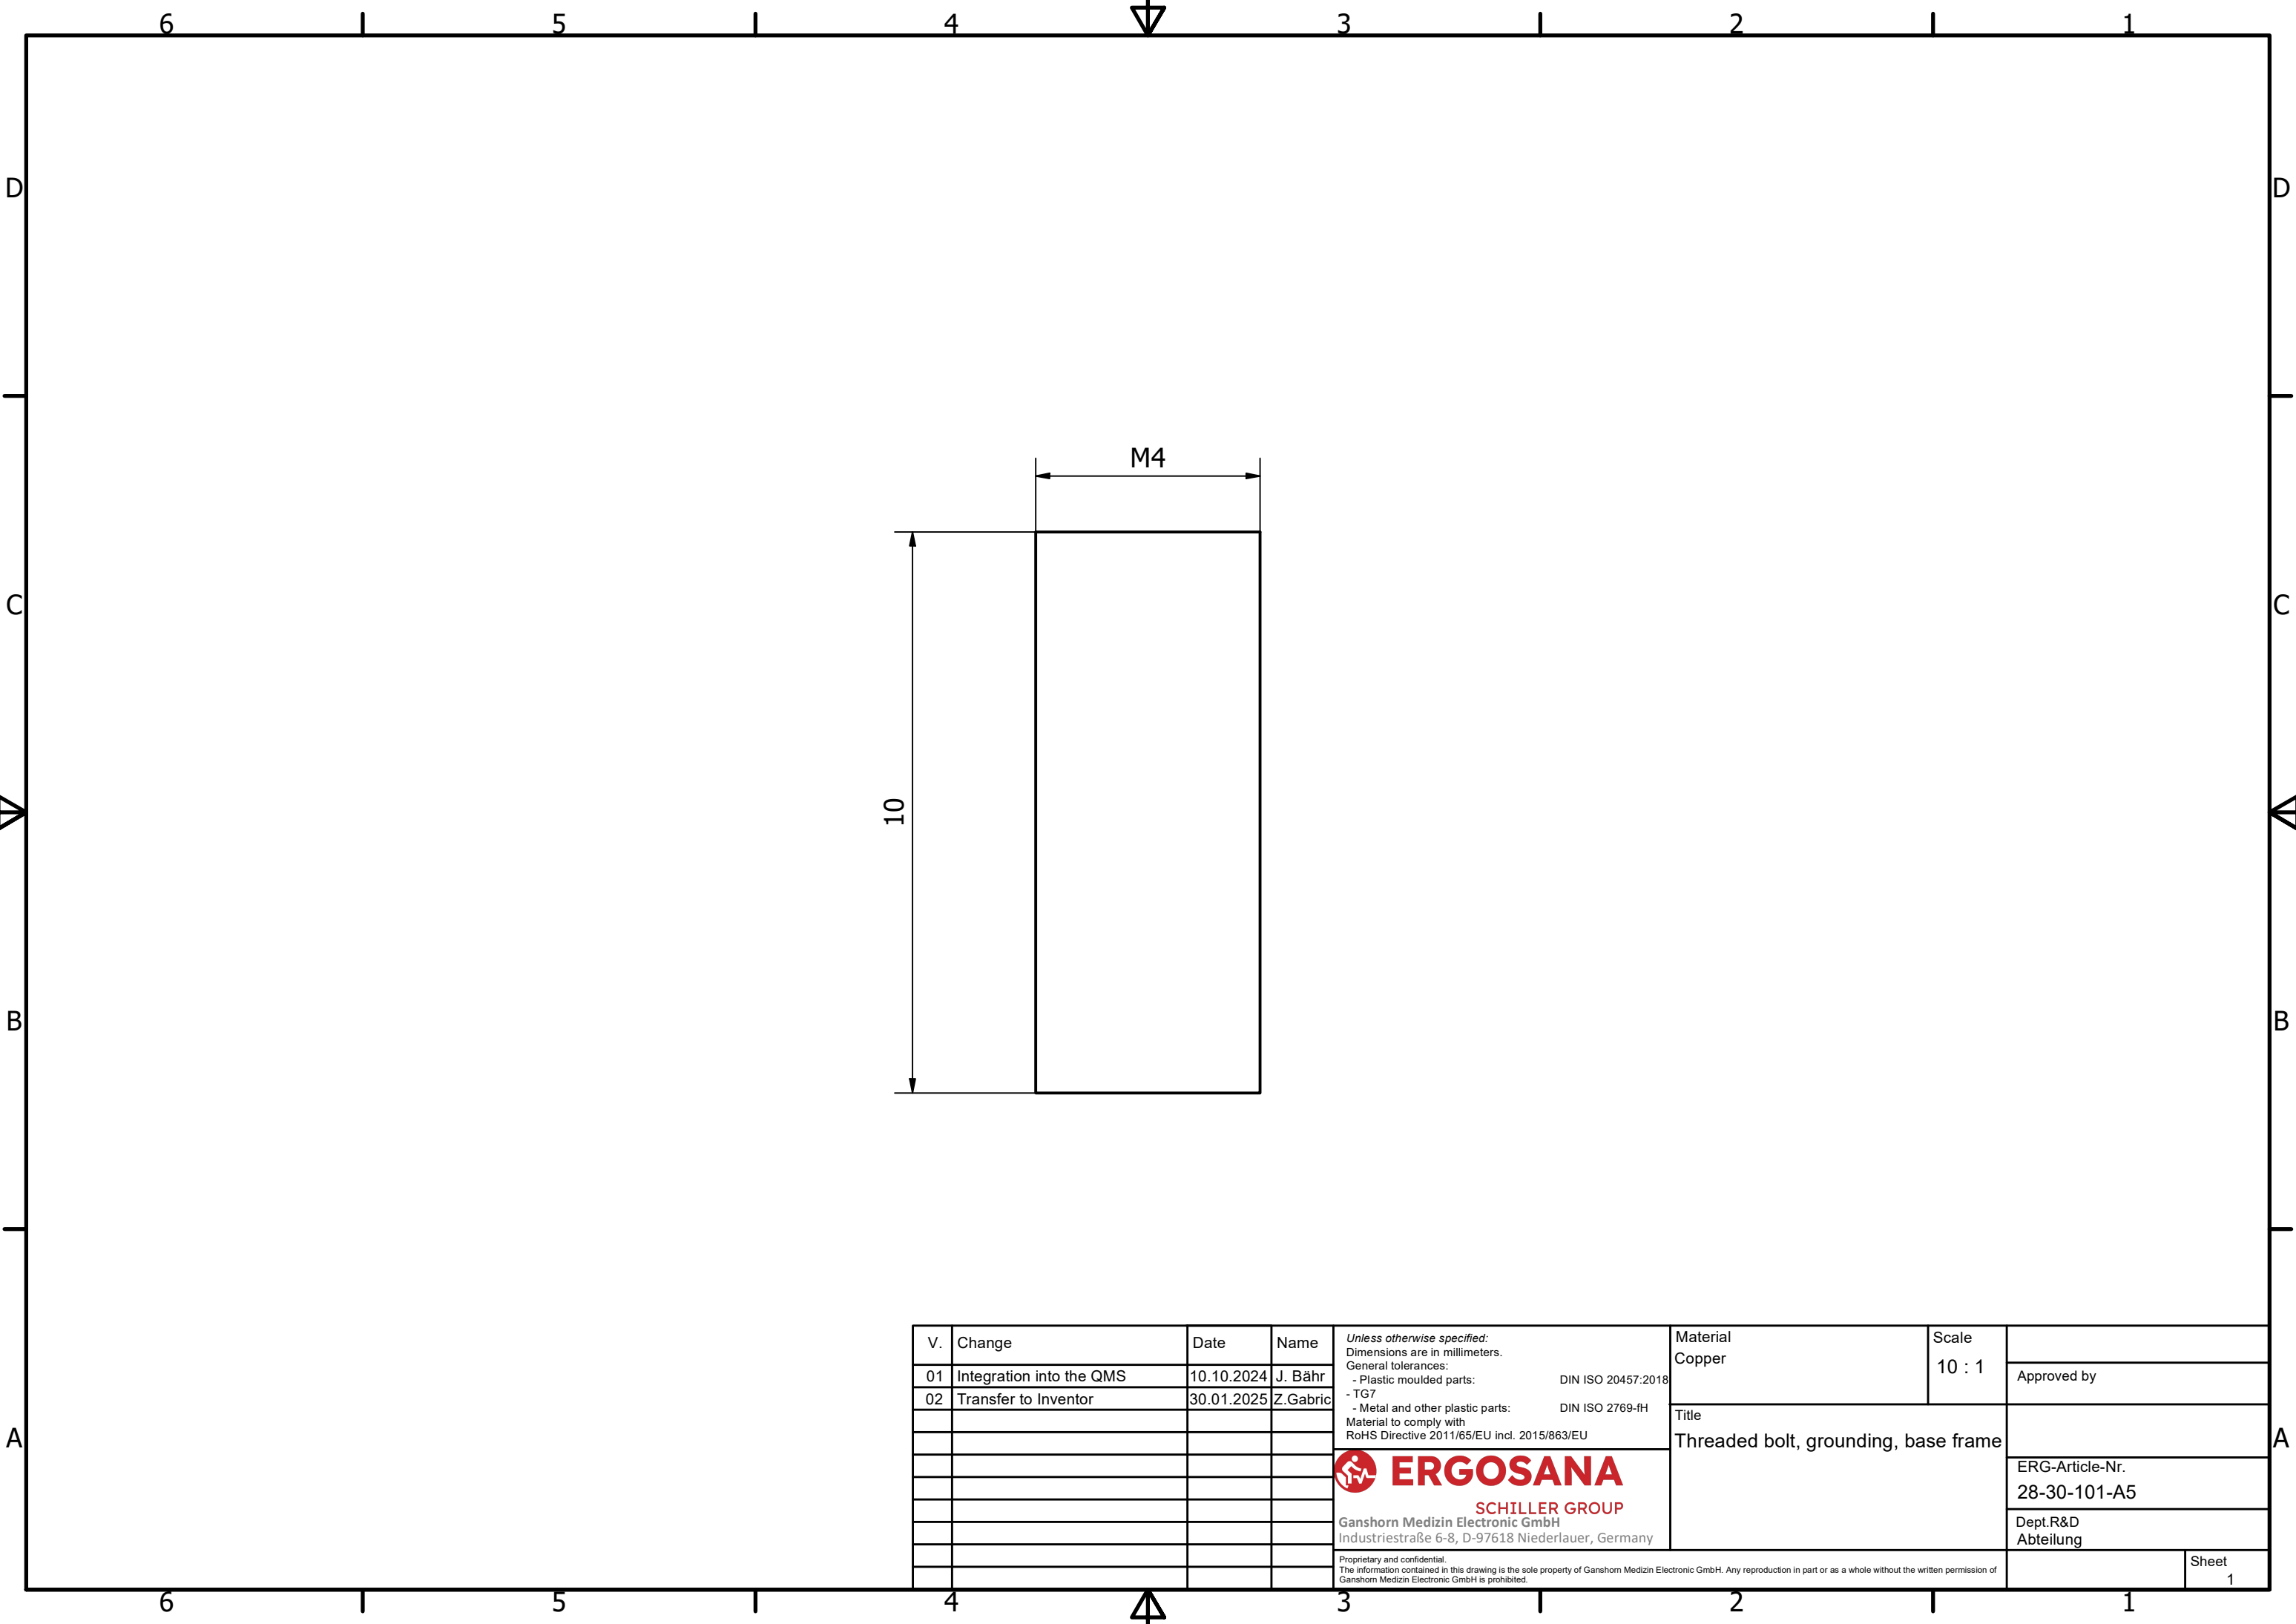 6 5 4 3 2 1
D D
M4
C C
10
B B
A A
V. Change Date Name
01 Integration into the QMS 10.10.2024 J. Bähr
02 Transfer to Inventor 30.01.2025 Z.Gabric
Unless otherwise specified:
Dimensions are in millimeters.
General tolerances:
- Plastic moulded parts: DIN ISO 20457:2018
- TG7
- Metal and other plastic parts: DIN ISO 2769-fH
Material to comply with
RoHS Directive 2011/65/EU incl. 2015/863/EU
ERGOSANA
SCHILLER GROUP
Ganshorn Medizin Electronic GmbH
Industriestraße 6-8, D-97618 Niederlauer, Germany
Proprietary and confidential.
The information contained in this drawing is the sole property of Ganshorn Medizin Electronic GmbH. Any reproduction in part or as a whole without the written permission of
Ganshorn Medizin Electronic GmbH is prohibited.
Material
Copper
Scale
10 : 1
Title
Threaded bolt, grounding, base frame
Approved by
ERG-Article-Nr.
28-30-101-A5
Dept.R&D
Abteilung
Sheet
1
6 5 4 3 2 1